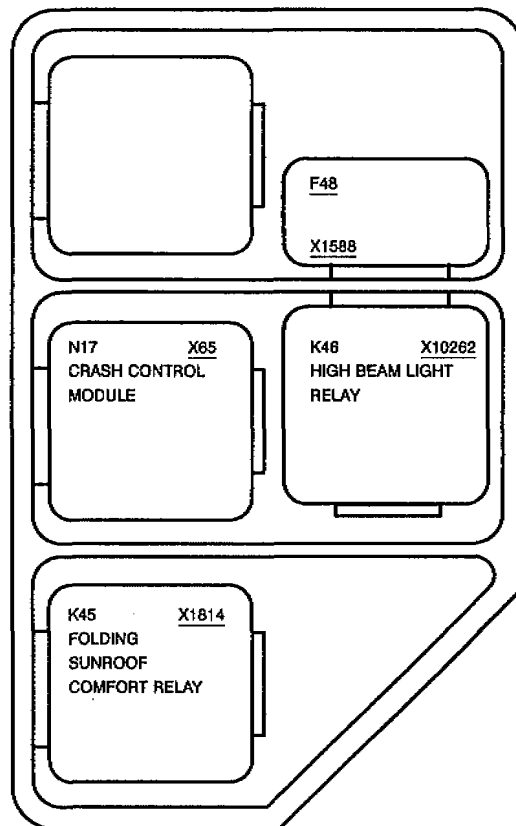 F48
X1588
N17 X65
CRASH CONTROL
MODULE
K46 X10262
HIGH BEAM LIGHT
RELAY
K45 X1814
FOLDING
SUNROOF
COMFORT RELAY